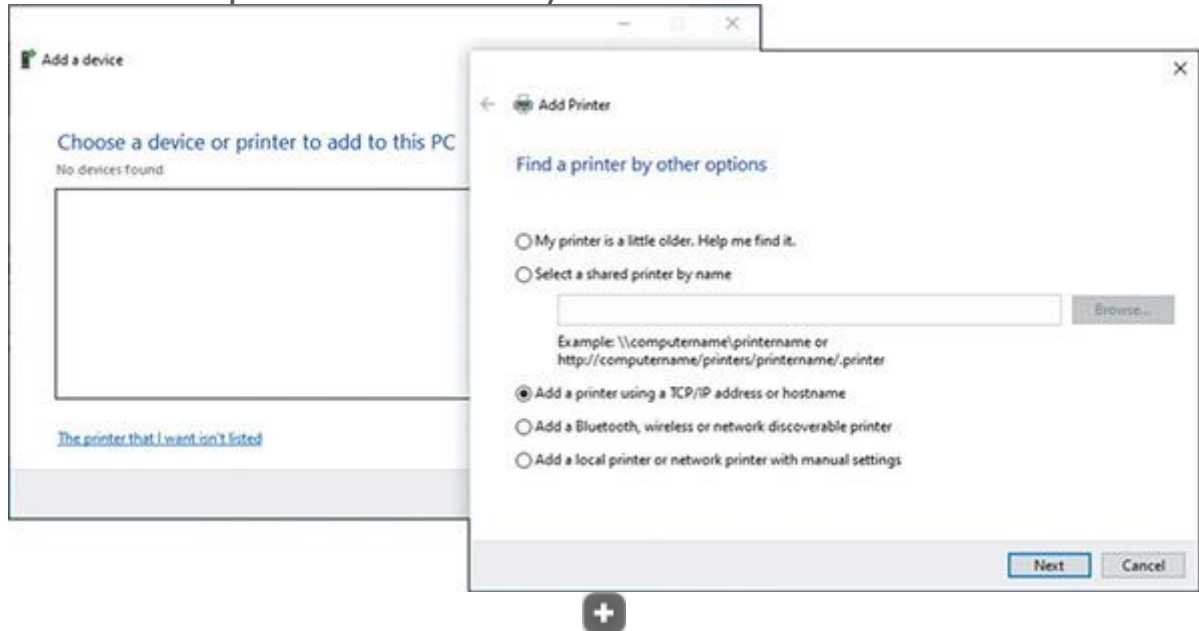 Add a device
Choose a device or printer to add to this PC
No devices found
The printer that I want isn't listed
Add Printer
Find a printer by other options
My printer is a little older. Help me find it.
Select a shared printer by name
Browse...
Example: \\computername\printername or
http://computername/printers/printername/.printer
Add a printer using a TCP/IP address or hostname
Add a Bluetooth, wireless or network discoverable printer
Add a local printer or network printer with manual settings
Next
Cancel